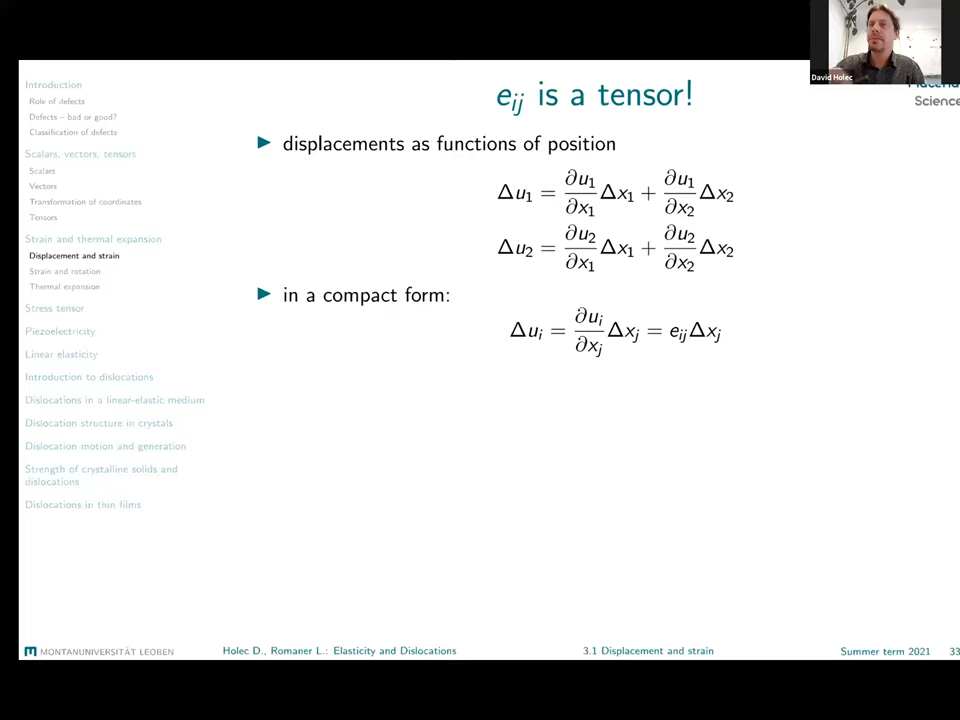 David Holec
Science
Introduction
Role of defects
Defects – bad or good?
Classification of defects
Scalars, vectors, tensors
Scalars
Vectors
Transformation of coordinates
Tensors
Strain and thermal expansion
Displacement and strain
Strain and rotation
Thermal expansion
Stress tensor
Piezoelectricity
Linear elasticity
Introduction to dislocations
Dislocations in a linear-elastic medium
Dislocation structure in crystals
Dislocation motion and generation
Strength of crystalline solids and
dislocations
Dislocations in thin films
e_{ij} is a tensor!
▶ displacements as functions of position
Δu₁ = ∂u₁/∂x₁ Δx₁ + ∂u₁/∂x₂ Δx₂
Δu₂ = ∂u₂/∂x₁ Δx₁ + ∂u₂/∂x₂ Δx₂
▶ in a compact form:
Δu_i = ∂u_i/∂x_j Δx_j = e_{ij}Δx_j
MONTANUNIVERSITÄT LEOBEN
Holec D., Romaner L.: Elasticity and Dislocations
3.1 Displacement and strain
Summer term 2021
33